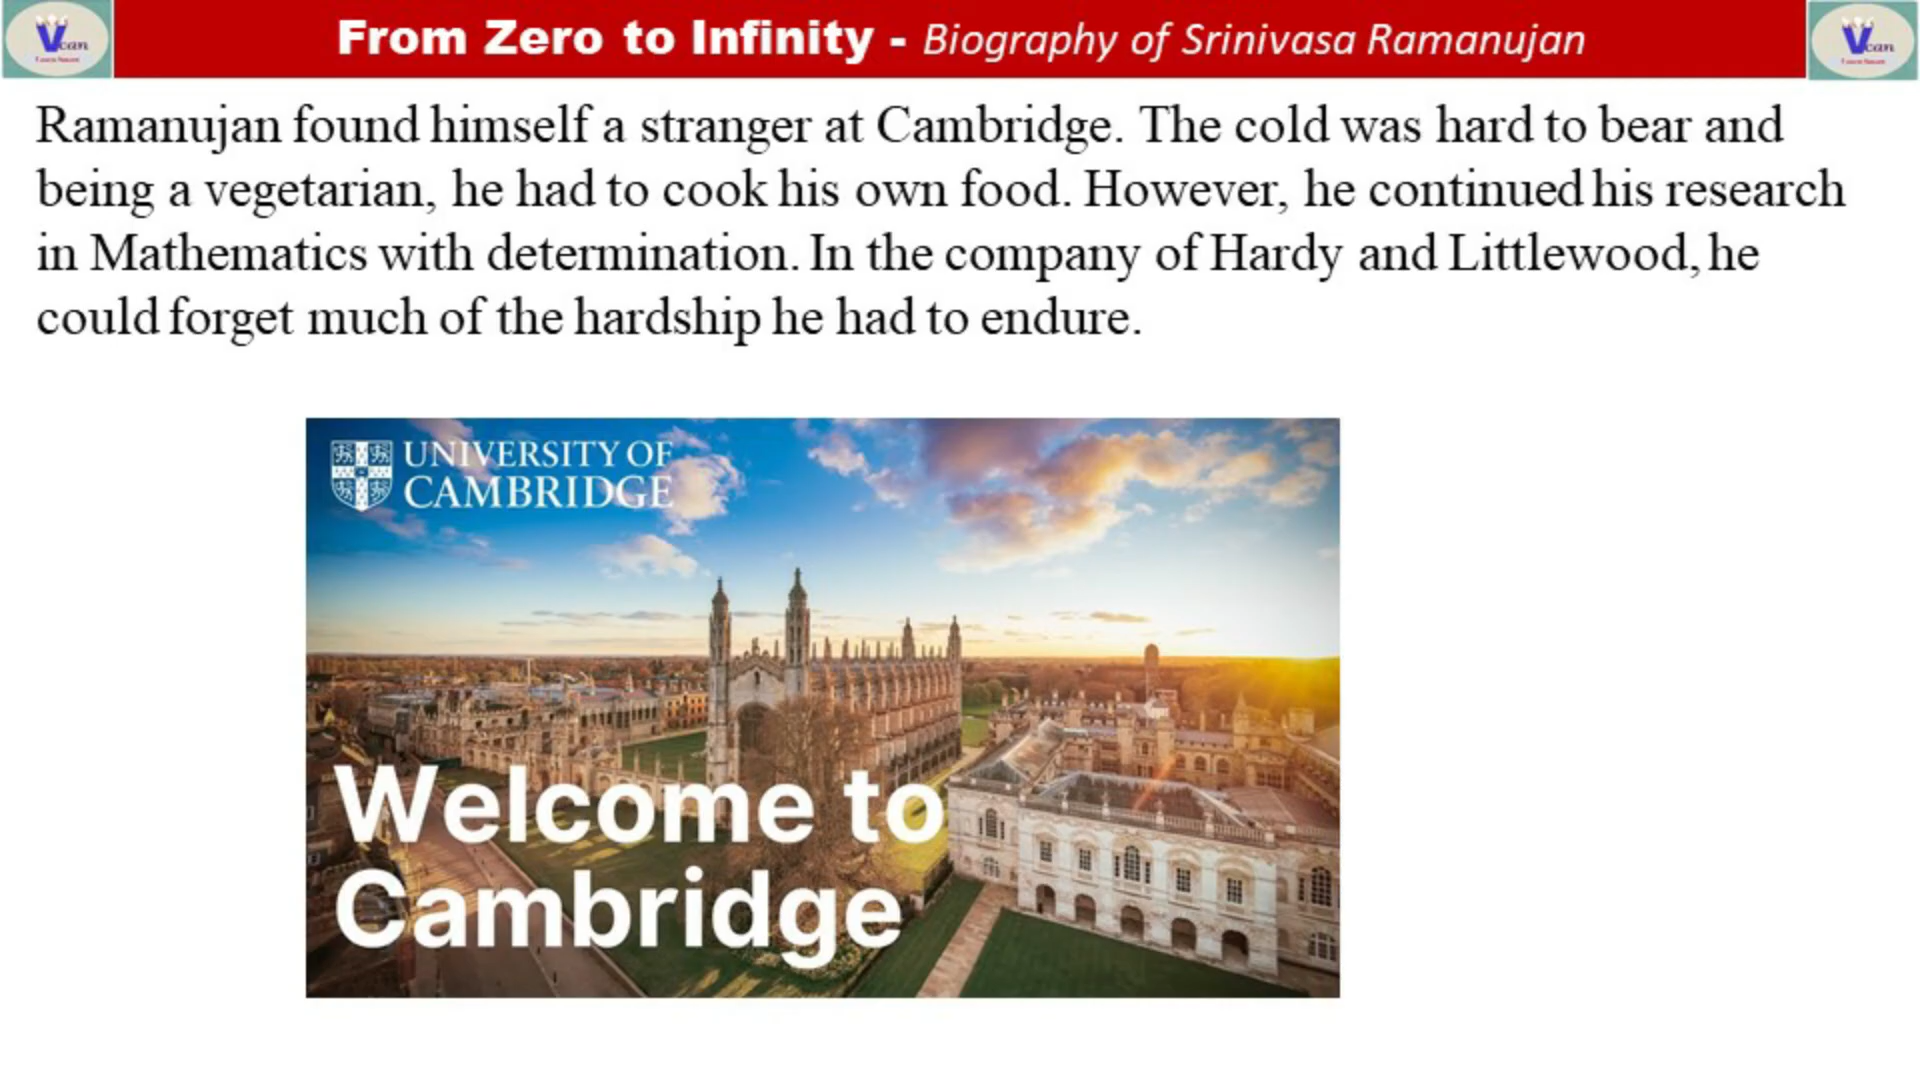 Vcan
From Zero to Infinity - Biography of Srinivasa Ramanujan
Vcan
Ramanujan found himself a stranger at Cambridge. The cold was hard to bear and
being a vegetarian, he had to cook his own food. However, he continued his research
in Mathematics with determination. In the company of Hardy and Littlewood, he
could forget much of the hardship he had to endure.
UNIVERSITY OF
CAMBRIDGE
Welcome to
Cambridge